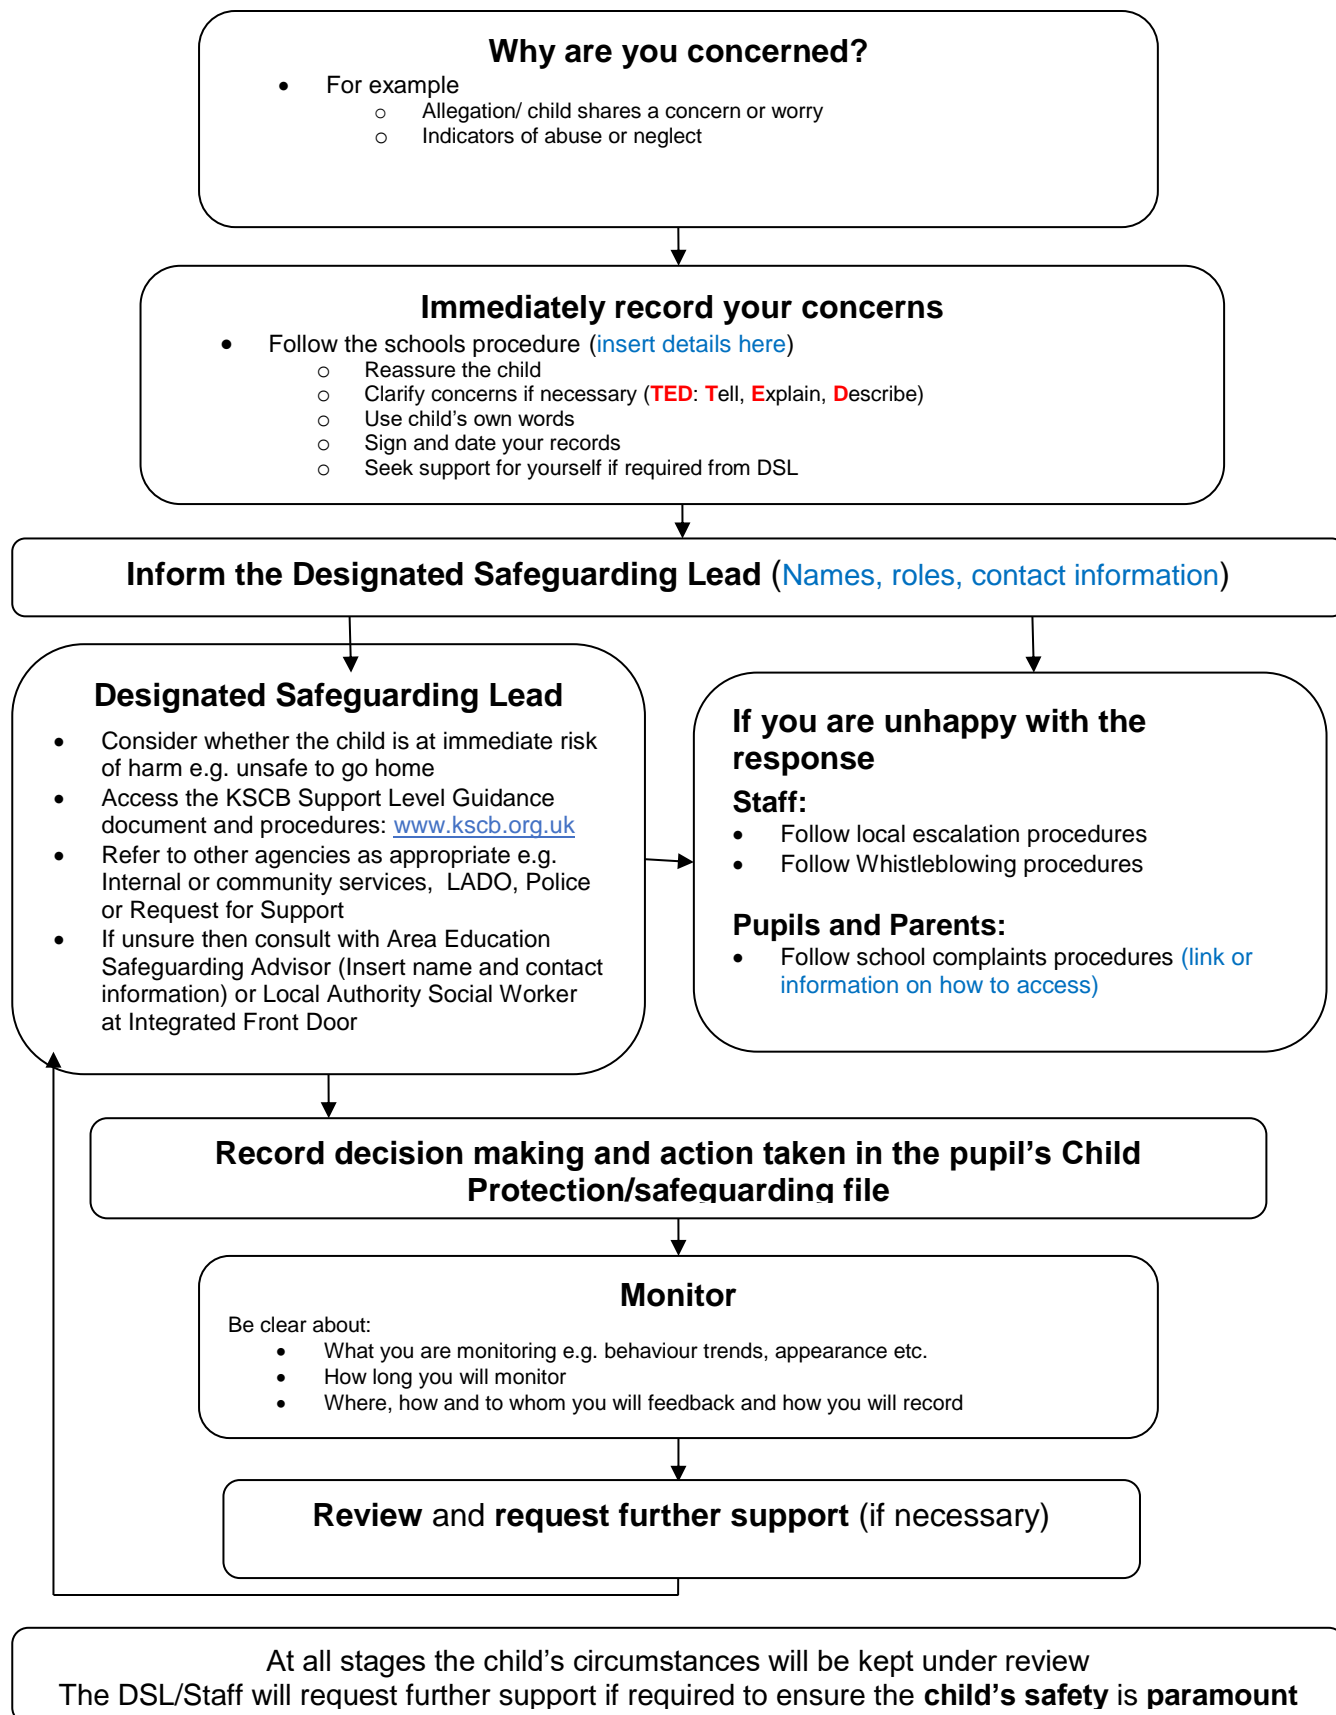 Why are you concerned?
• For example
o Allegation/ child shares a concern or worry
o Indicators of abuse or neglect
Immediately record your concerns
• Follow the schools procedure (insert details here)
o Reassure the child
o Clarify concerns if necessary (TED: Tell, Explain, Describe)
o Use child's own words
o Sign and date your records
o Seek support for yourself if required from DSL
Inform the Designated Safeguarding Lead (Names, roles, contact information)
Designated Safeguarding Lead
• Consider whether the child is at immediate risk
of harm e.g. unsafe to go home
• Access the KSCB Support Level Guidance
document and procedures: www.kscb.org.uk
• Refer to other agencies as appropriate e.g.
Internal or community services,  LADO, Police
or Request for Support
• If unsure then consult with Area Education
Safeguarding Advisor (Insert name and contact
information) or Local Authority Social Worker
at Integrated Front Door
If you are unhappy with the
response
Staff:
• Follow local escalation procedures
• Follow Whistleblowing procedures
Pupils and Parents:
• Follow school complaints procedures (link or
information on how to access)
Record decision making and action taken in the pupil's Child
Protection/safeguarding file
Monitor
Be clear about:
• What you are monitoring e.g. behaviour trends, appearance etc.
• How long you will monitor
• Where, how and to whom you will feedback and how you will record
Review and request further support (if necessary)
At all stages the child's circumstances will be kept under review
The DSL/Staff will request further support if required to ensure the child's safety is paramount